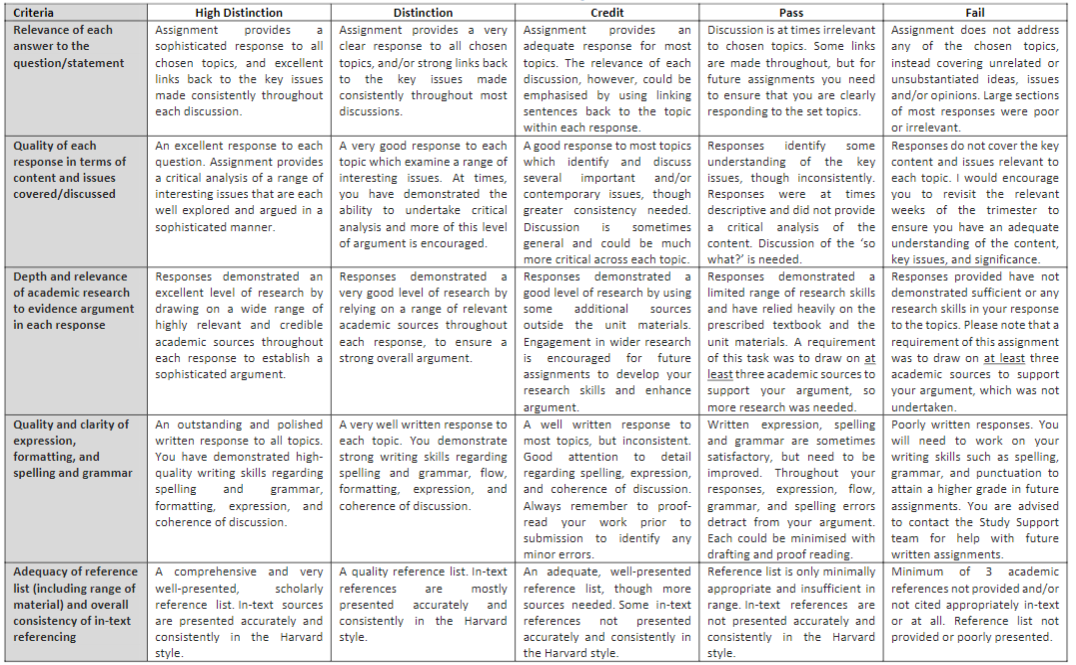 Criteria
High Distinction
Distinction
Credit
Pass
Fail
Relevance of each
answer to the
question/statement
Assignment provides a
sophisticated response to all
chosen topics, and excellent
links back to the key issues
made consistently throughout
each discussion.
Assignment provides a very
clear response to all chosen
topics, and/or strong links back
to the key issues made
consistently throughout most
discussions.
Assignment provides an
adequate response for most
topics. The relevance of each
discussion, however, could be
emphasised by using linking
sentences back to the topic
within each response.
Discussion is at times irrelevant
to chosen topics. Some links
are made throughout, but for
future assignments you need
to ensure that you are clearly
responding to the set topics.
Assignment does not address
any of the chosen topics,
instead covering unrelated or
unsubstantiated ideas, issues
and/or opinions. Large sections
of most responses were poor
or irrelevant.
Quality of each
response in terms of
content and issues
covered/discussed
An excellent response to each
question. Assignment provides
a critical analysis of a range of
interesting issues that are each
well explored and argued in a
sophisticated manner.
A very good response to each
topic which examine a range of
interesting issues. At times,
you have demonstrated the
ability to undertake critical
analysis and more of this level
of argument is encouraged.
A good response to most topics
which identify and discuss
several important and/or
contemporary issues, though
greater consistency needed.
Discussion is sometimes
general and could be much
more critical across each topic.
Responses identify some
understanding of the key
issues, though inconsistently.
Responses were at times
descriptive and did not provide
a critical analysis of the
content. Discussion of the ‘so
what?’ is needed.
Responses do not cover the key
content and issues relevant to
each topic. I would encourage
you to revisit the relevant
weeks of the trimester to
ensure you have an adequate
understanding of the content,
key issues, and significance.
Depth and relevance
of academic research
to evidence argument
in each response
Responses demonstrated an
excellent level of research by
drawing on a wide range of
highly relevant and credible
academic sources throughout
each response to establish a
sophisticated argument.
Responses demonstrated a
very good level of research by
relying on a range of relevant
academic sources throughout
each response, to ensure a
strong overall argument.
Responses demonstrated a
good level of research by using
some additional sources
outside the unit materials.
Engagement in wider research
is encouraged for future
assignments to develop your
research skills and enhance
argument.
Responses demonstrated a
limited range of research skills
and have relied heavily on the
prescribed textbook and the
unit materials. A requirement
of this task was to draw on at
least three academic sources to
support your argument, so
more research was needed.
Responses provided have not
demonstrated sufficient or any
research skills in your response
to the topics. Please note that a
requirement of this assignment
was to draw on at least three
academic sources to support
your argument, which was not
undertaken.
Quality and clarity of
expression,
formatting, and
spelling and grammar
An outstanding and polished
written response to all topics.
You have demonstrated high-
quality writing skills regarding
spelling and grammar,
formatting, expression, and
coherence of discussion.
A very well written response to
each topic. You demonstrate
strong writing skills regarding
spelling and grammar, flow,
formatting, expression, and
coherence of discussion.
A well written response to
most topics, but inconsistent.
Good attention to detail
regarding spelling, expression,
and coherence of discussion.
Always remember to proof-
read your work prior to
submission to identify any
minor errors.
Written expression, spelling
and grammar are sometimes
satisfactory, but need to be
improved. Throughout your
responses, expression, flow,
grammar, and spelling errors
detract from your argument.
Each could be minimised with
drafting and proof reading.
Poorly written responses. You
will need to work on your
writing skills such as spelling,
grammar, and punctuation to
attain a higher grade in future
assignments. You are advised
to contact the Study Support
team for help with future
written assignments.
Adequacy of reference
list (including range of
material) and overall
consistency of in-text
referencing
A comprehensive and very
well-presented, scholarly
reference list. In-text sources
are presented accurately and
consistently in the Harvard
style.
A quality reference list. In-text
references are mostly
presented accurately and
consistently in the Harvard
style.
An adequate, well-presented
reference list, though more
sources needed. Some in-text
references not presented
accurately and consistently in
the Harvard style.
Reference list is only minimally
appropriate and insufficient in
range. In-text references are
not presented accurately and
consistently in the Harvard
style.
Minimum of 3 academic
references not provided and/or
not cited appropriately in-text
or at all. Reference list not
provided or poorly presented.